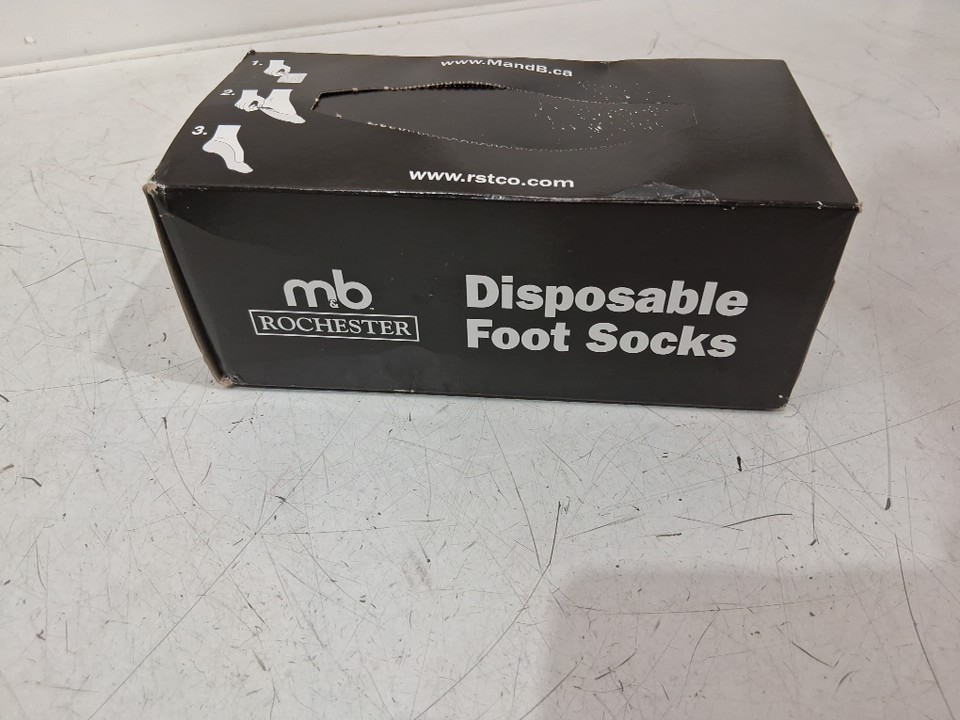 1.
www.MandB.ca
2.
3.
www.rstco.com
m&b
ROCHESTER
Disposable
Foot Socks